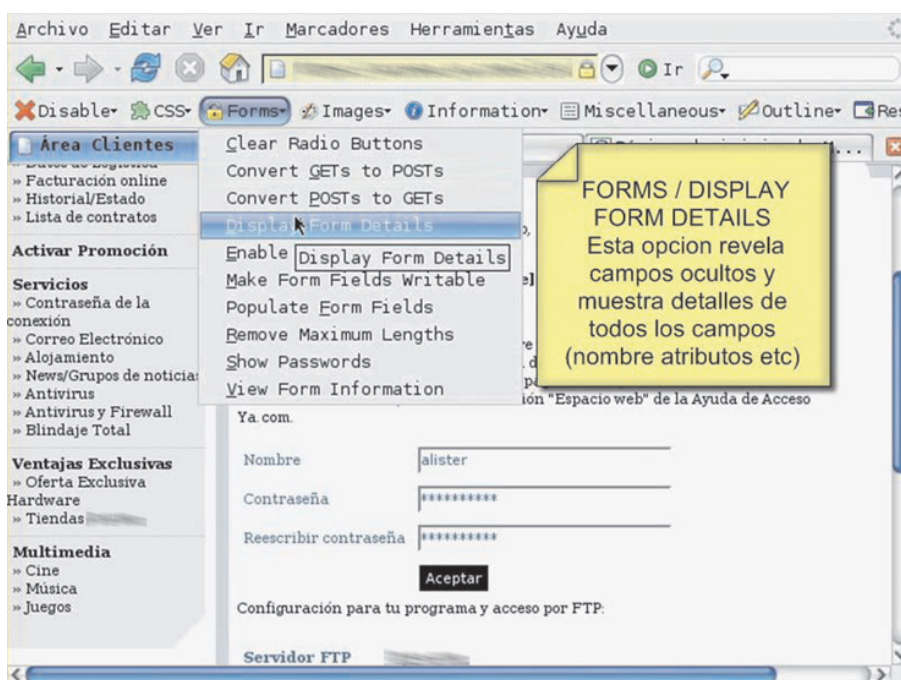 Archivo Editar Ver Ir Marcadores Herramientas Ayuda
Ir
Disable CSS Forms Images Information Miscellaneous Outline Res
Área Clientes
Clear Radio Buttons
Convert GETs to POSTs
Convert POSTs to GETs
Display Form Details
Enable
Display Form Details
Make Form Fields Writable
Populate Form Fields
Remove Maximum Lengths
Show Passwords
View Form Information
FORMS / DISPLAY
FORM DETAILS
Esta opcion revela
campos ocultos y
muestra detalles de
todos los campos
(nombre atributos etc)
» Facturación online
» Historial/Estado
» Lista de contratos
Activar Promoción
Servicios
» Contraseña de la
conexión
» Correo Electrónico
» Alojamiento
» News/Grupos de noticias
» Antivirus
» Antivirus y Firewall
» Blindaje Total
Ventajas Exclusivas
» Oferta Exclusiva
Hardware
» Tiendas
Multimedia
» Cine
» Música
» Juegos
"Espacio web" de la Ayuda de Acceso
Ya.com.
Nombre alister
Contraseña **********
Reescribir contraseña **********
Aceptar
Configuración para tu programa y acceso por FTP:
Servidor FTP